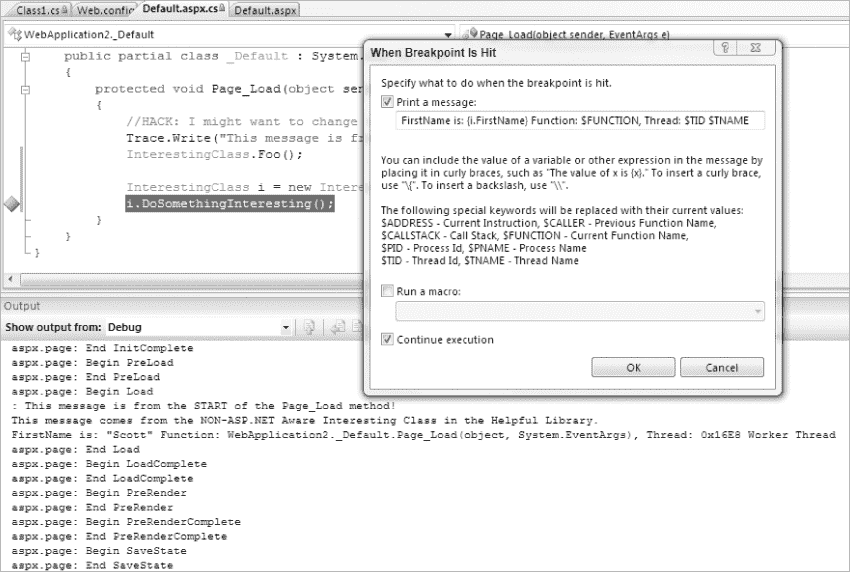 Class1.cs Web.config Default.aspx.cs Default.aspx
WebApplication2._Default
Page_Load(object sender, EventArgs e)
public partial class _Default : System.
{
protected void Page_Load(object sen
{
//HACK: I might want to change
Trace.Write("This message is fr
InterestingClass.Foo();
InterestingClass i = new Intere
i.DoSomethingInteresting();
}
}
}
When Breakpoint Is Hit
Specify what to do when the breakpoint is hit.
Print a message:
FirstName is: {i.FirstName} Function: $FUNCTION, Thread: $TID $TNAME
You can include the value of a variable or other expression in the message by
placing it in curly braces, such as "The value of x is {x}." To insert a curly brace,
use "\{". To insert a backslash, use "\\".
The following special keywords will be replaced with their current values:
$ADDRESS - Current Instruction, $CALLER - Previous Function Name,
$CALLSTACK - Call Stack, $FUNCTION - Current Function Name,
$PID - Process Id, $PNAME - Process Name
$TID - Thread Id, $TNAME - Thread Name
Run a macro:
Continue execution
OK Cancel
Output
Show output from: Debug
aspx.page: End InitComplete
aspx.page: Begin PreLoad
aspx.page: End PreLoad
aspx.page: Begin Load
: This message is from the START of the Page_Load method!
This message comes from the NON-ASP.NET Aware Interesting Class in the Helpful Library.
FirstName is: "Scott" Function: WebApplication2._Default.Page_Load(object, System.EventArgs), Thread: 0x16E8 Worker Thread
aspx.page: End Load
aspx.page: Begin LoadComplete
aspx.page: End LoadComplete
aspx.page: Begin PreRender
aspx.page: End PreRender
aspx.page: Begin PreRenderComplete
aspx.page: End PreRenderComplete
aspx.page: Begin SaveState
aspx.page: End SaveState